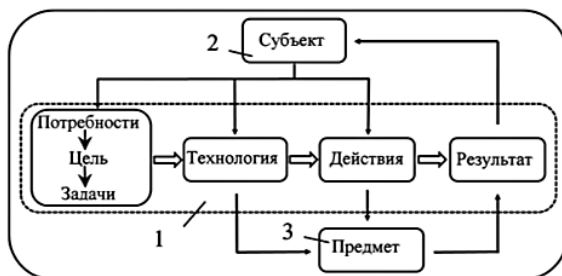 2
Субъект
Потребности
Цель
Задачи
Технология
Действия
Результат
1
3
Предмет